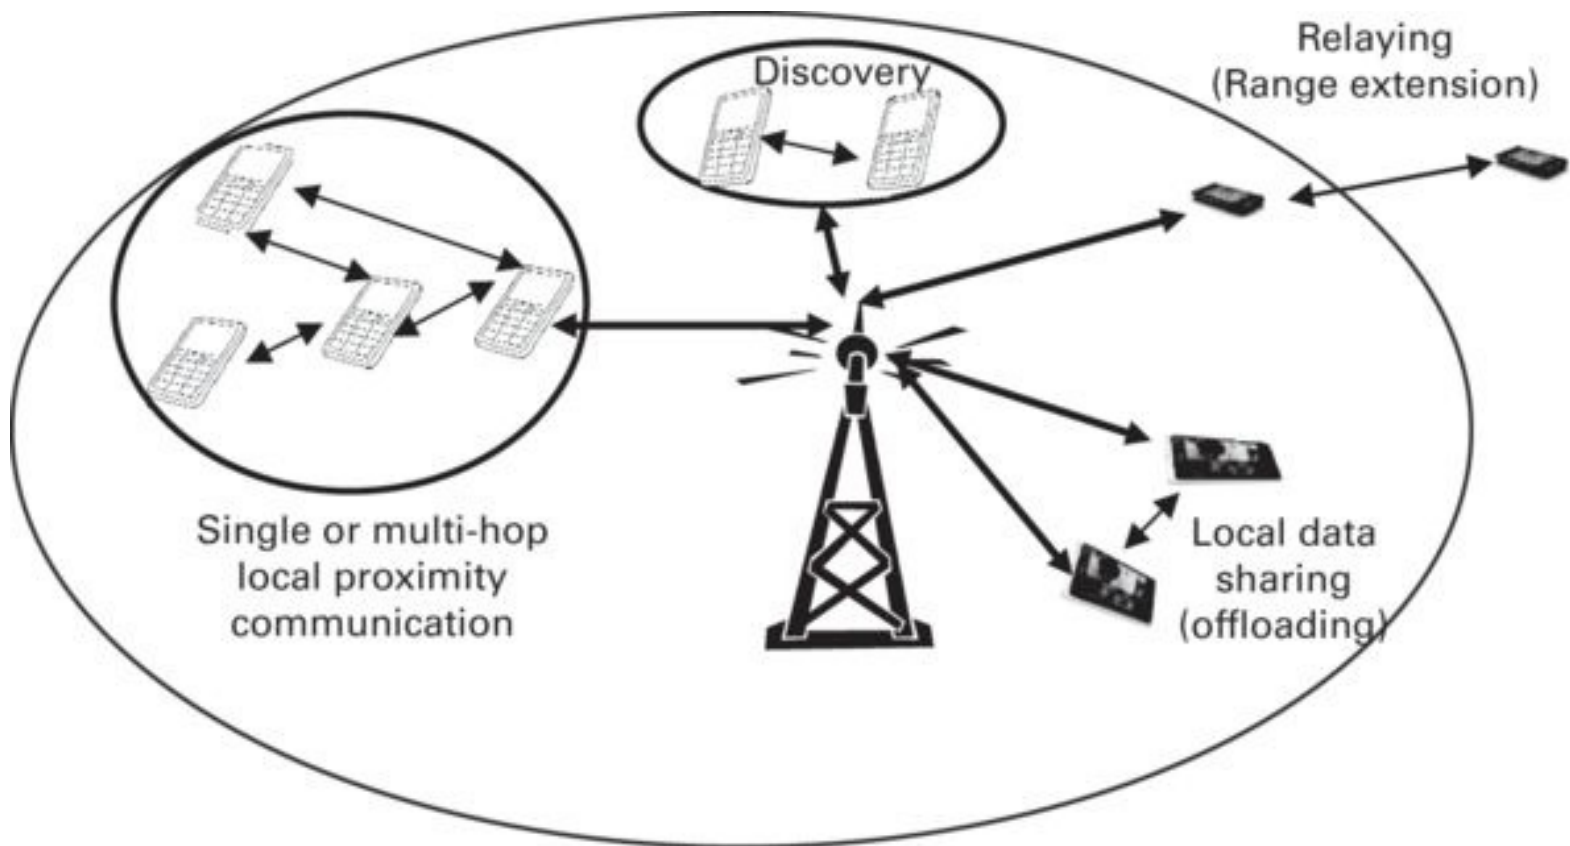 Discovery
Relaying
(Range extension)
Single or multi-hop
local proximity
communication
Local data
sharing
(offloading)